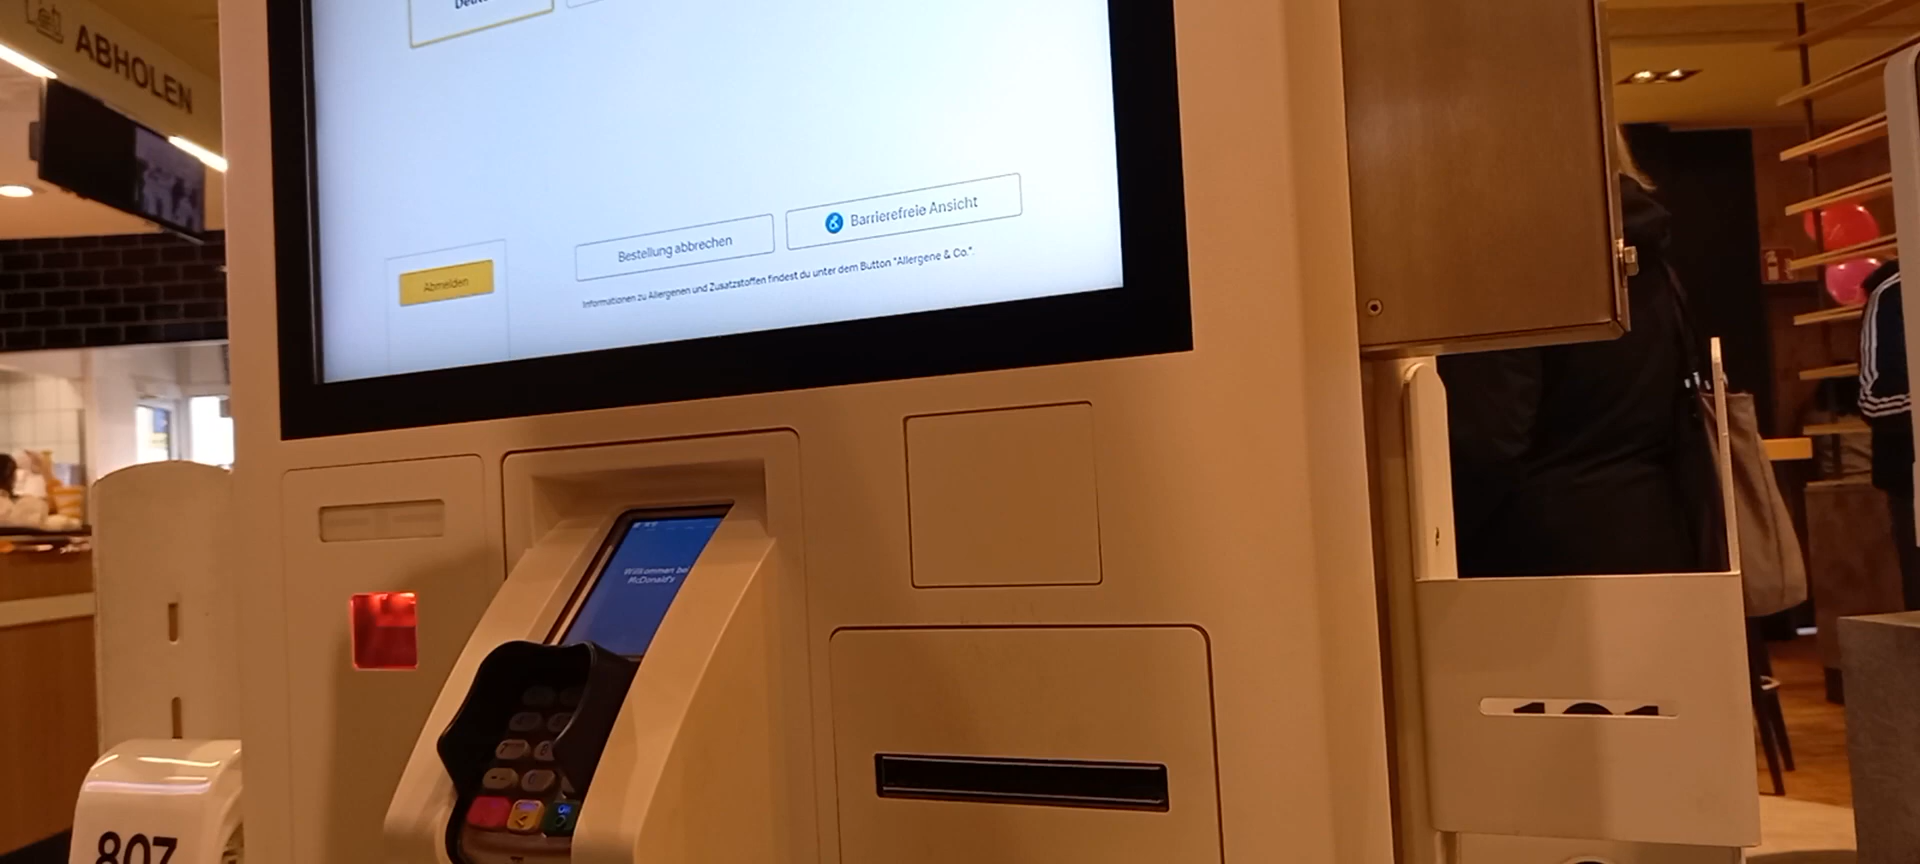 ABHOLEN
Bestellung abbrechen
Barrierefreie Ansicht
Abmelden
Informationen zu Allergenen und Zusatzstoffen findest du unter dem Button "Allergene & Co.".
Willkommen bei
McDonald's
807